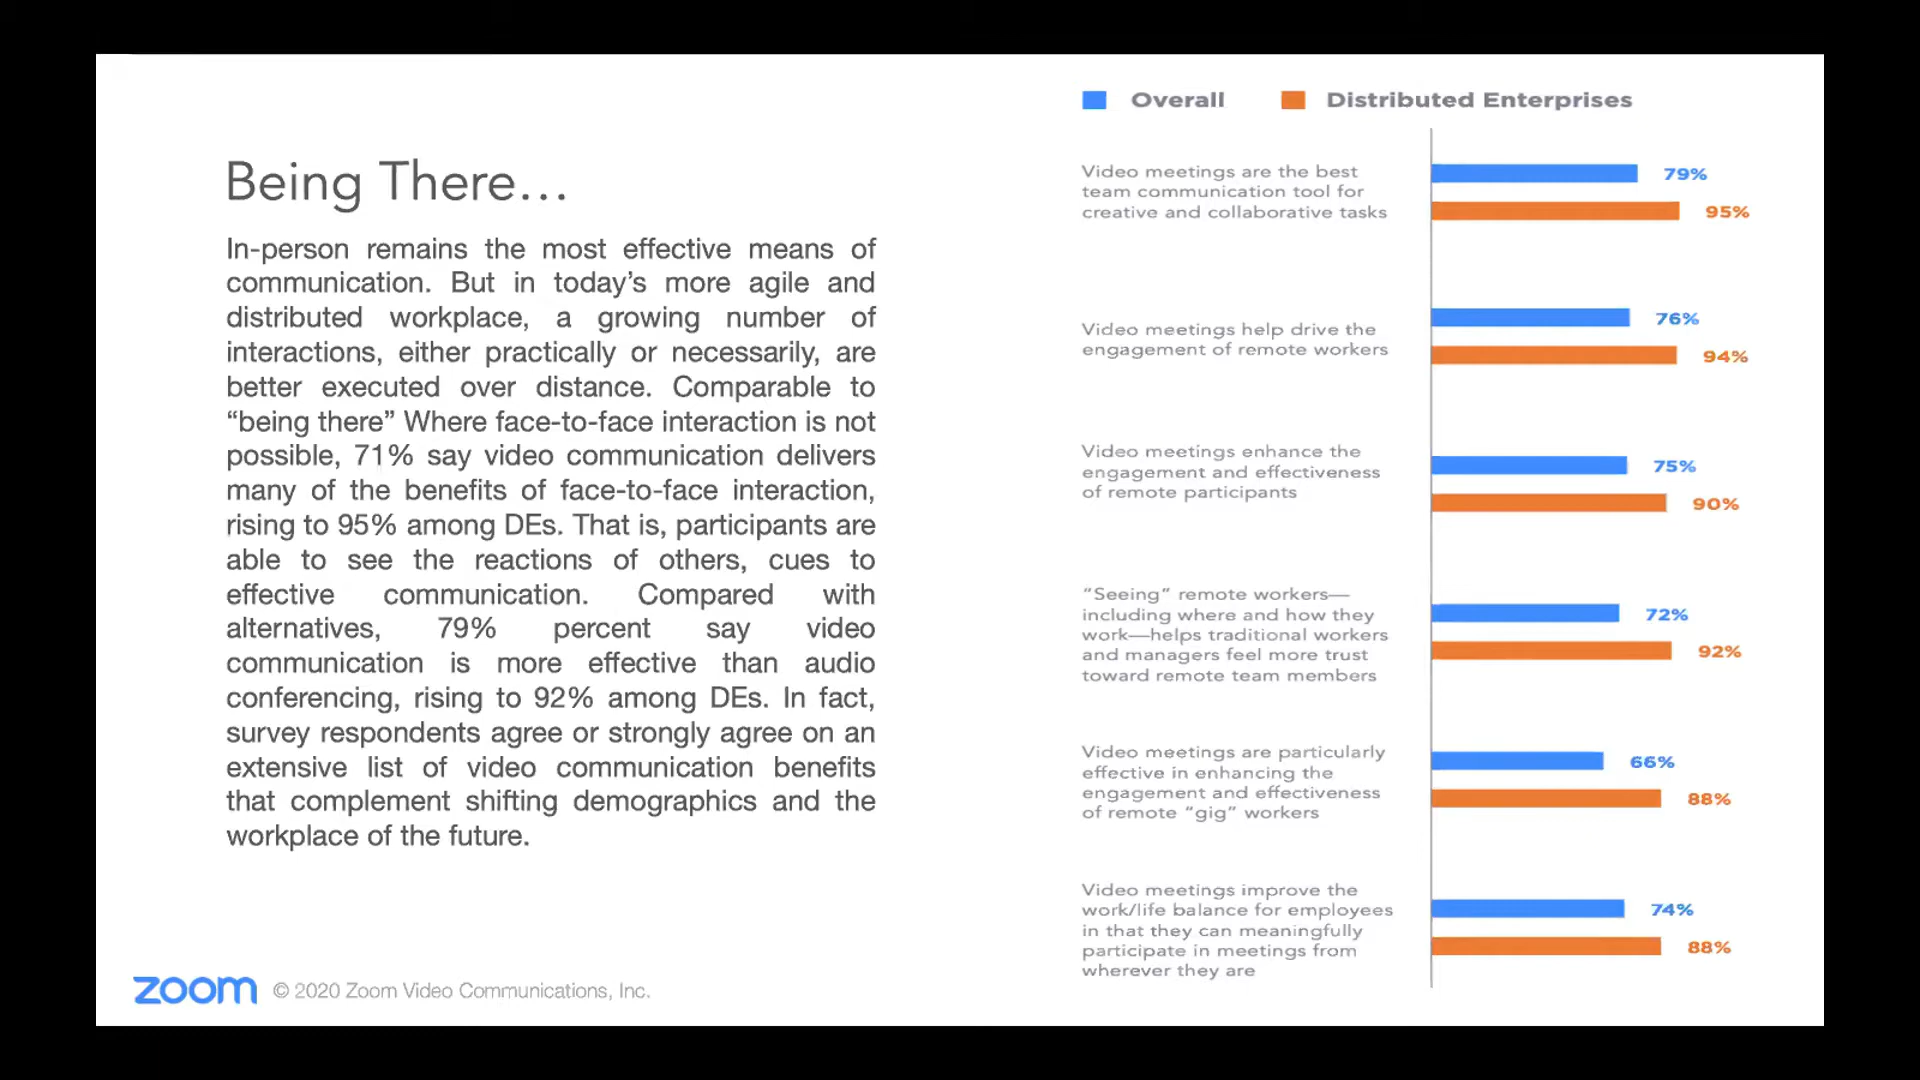 Being There…
In-person remains the most effective means of
communication. But in today’s more agile and
distributed workplace, a growing number of
interactions, either practically or necessarily, are
better executed over distance. Comparable to
“being there” Where face-to-face interaction is not
possible, 71% say video communication delivers
many of the benefits of face-to-face interaction,
rising to 95% among DEs. That is, participants are
able to see the reactions of others, cues to
effective communication. Compared with
alternatives, 79% percent say video
communication is more effective than audio
conferencing, rising to 92% among DEs. In fact,
survey respondents agree or strongly agree on an
extensive list of video communication benefits
that complement shifting demographics and the
workplace of the future.
Overall
Distributed Enterprises
Video meetings are the best
team communication tool for
creative and collaborative tasks
79%
95%
Video meetings help drive the
engagement of remote workers
76%
94%
Video meetings enhance the
engagement and effectiveness
of remote participants
75%
90%
“Seeing” remote workers—
including where and how they
work—helps traditional workers
and managers feel more trust
toward remote team members
72%
92%
Video meetings are particularly
effective in enhancing the
engagement and effectiveness
of remote “gig” workers
66%
88%
Video meetings improve the
work/life balance for employees
in that they can meaningfully
participate in meetings from
wherever they are
74%
88%
zoom © 2020 Zoom Video Communications, Inc.